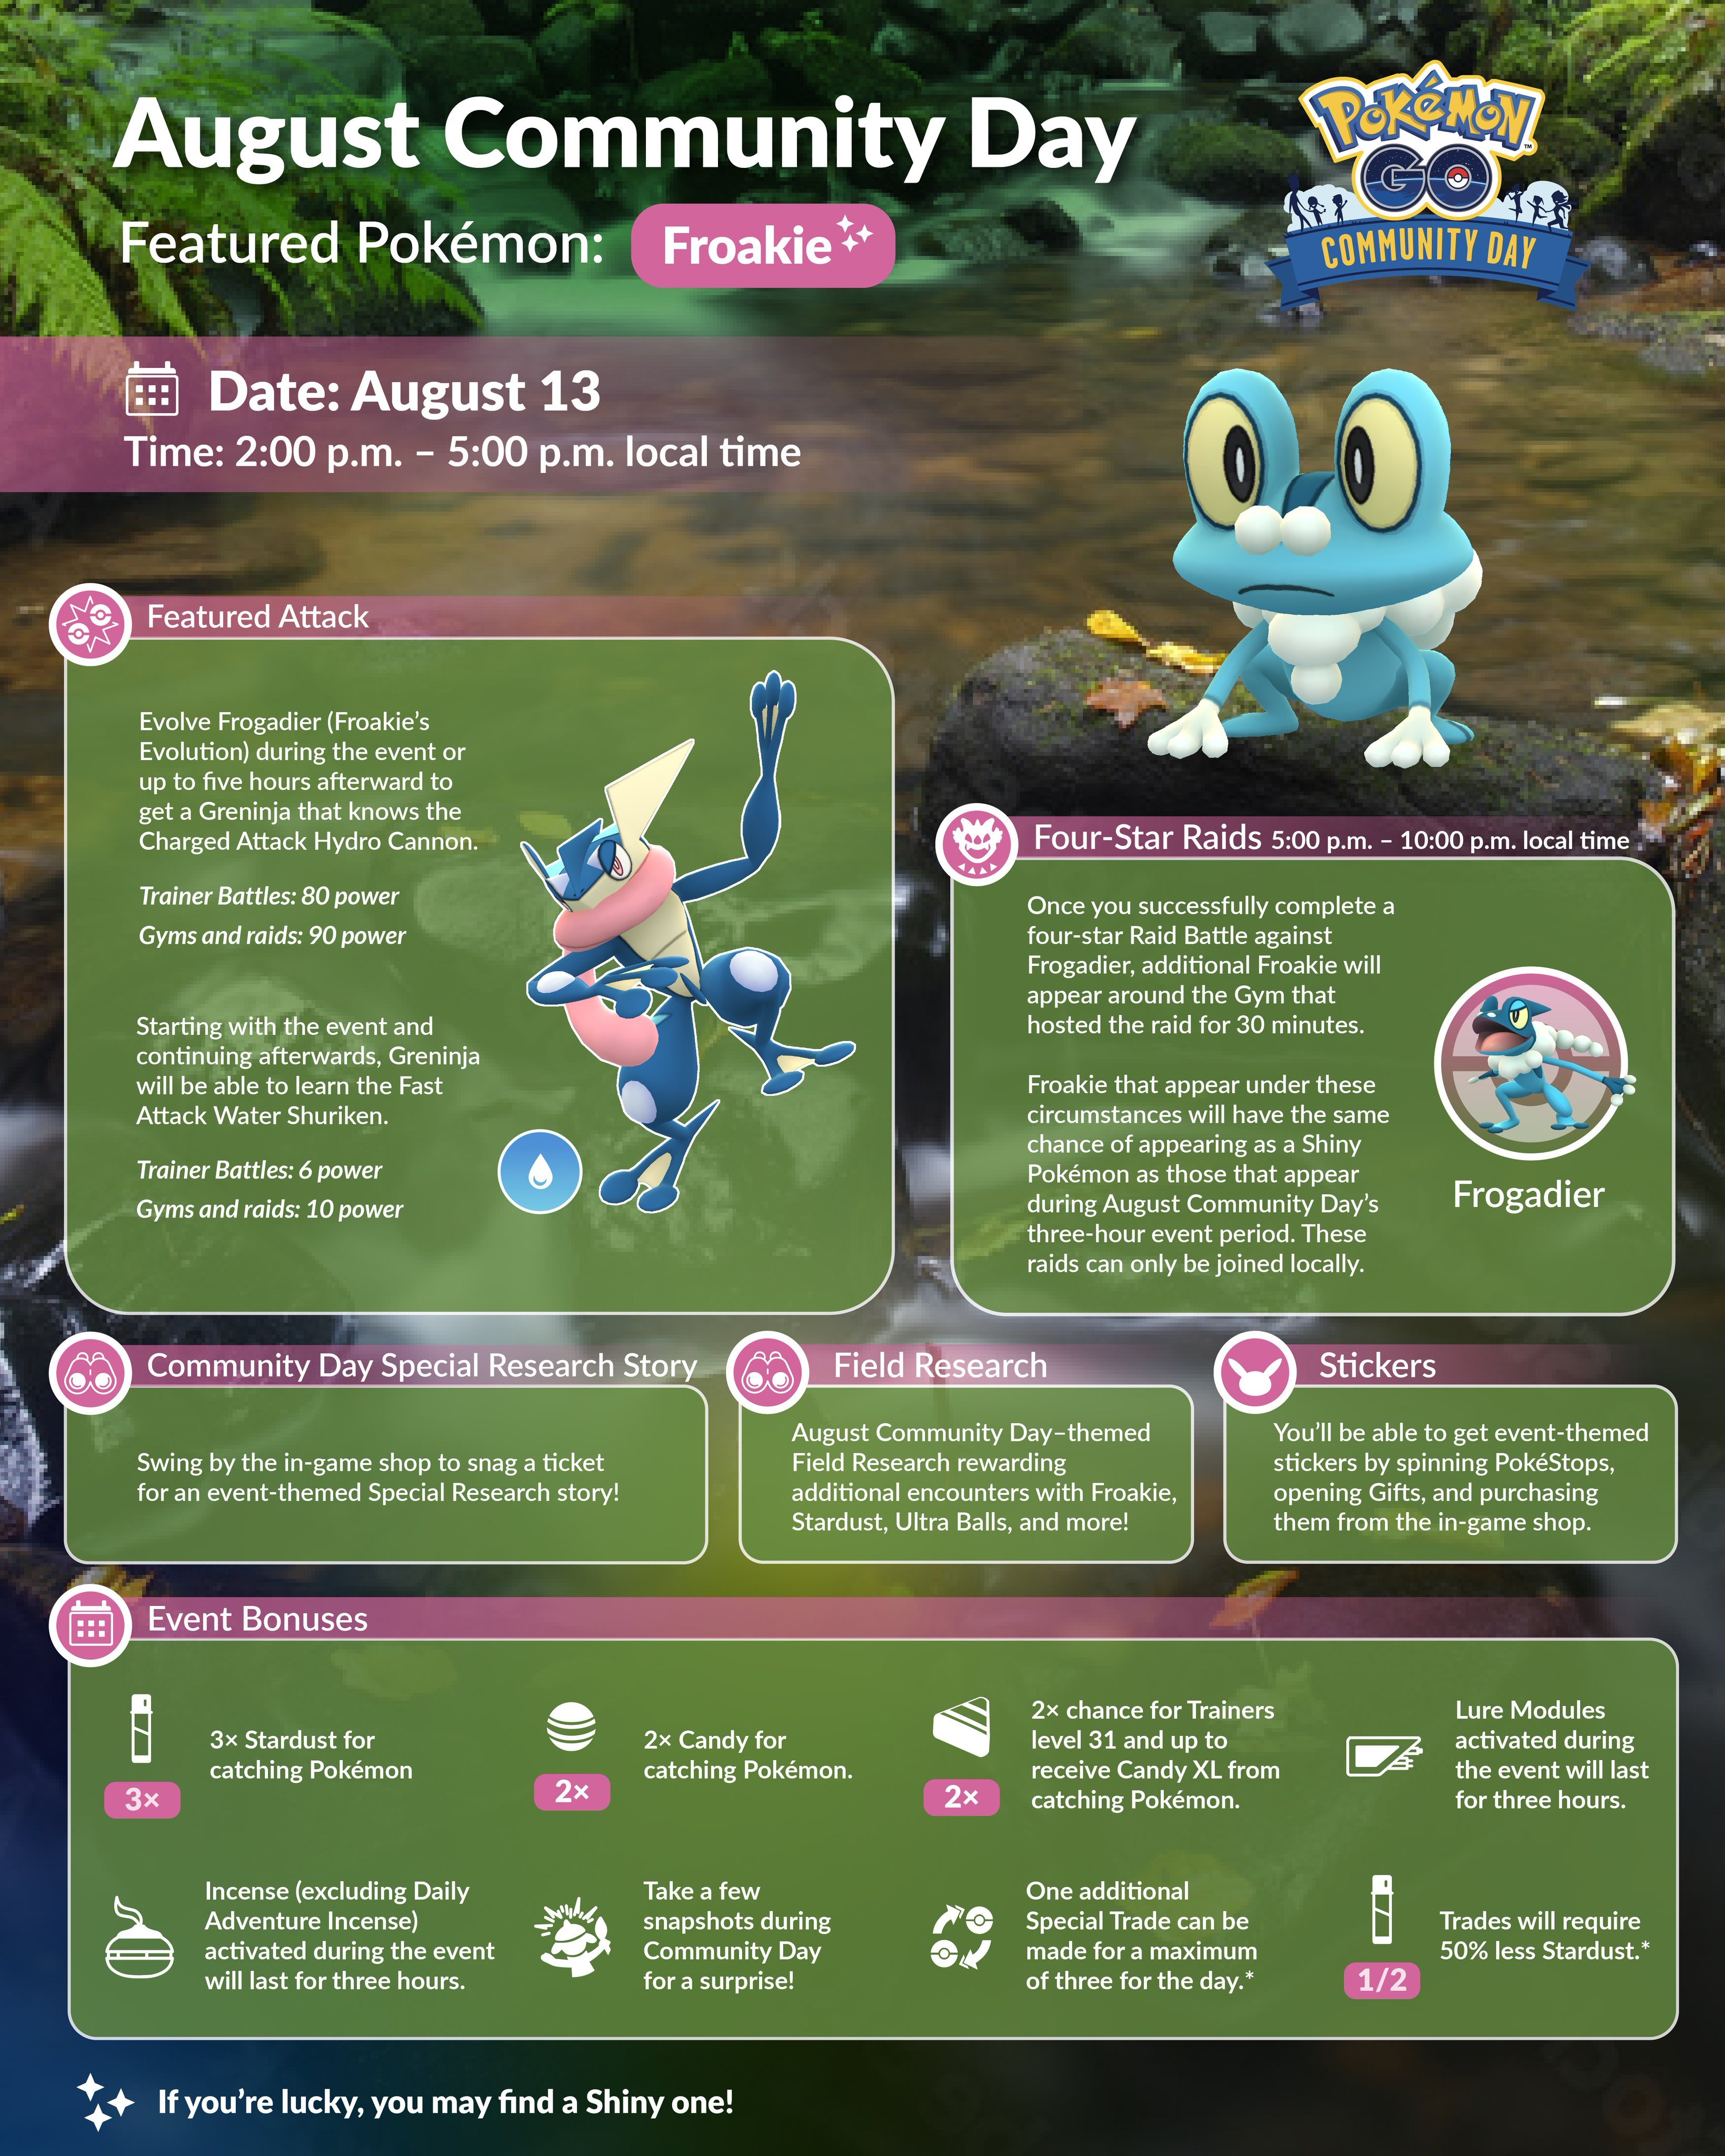 August Community Day
POKéMON
TM
GO
COMMUNITY DAY
Featured Pokémon: Froakie
Date: August 13
Time: 2:00 p.m. – 5:00 p.m. local time
Featured Attack
Evolve Frogadier (Froakie’s
Evolution) during the event or
up to five hours afterward to
get a Greninja that knows the
Charged Attack Hydro Cannon.
Trainer Battles: 80 power
Gyms and raids: 90 power
Starting with the event and
continuing afterwards, Greninja
will be able to learn the Fast
Attack Water Shuriken.
Trainer Battles: 6 power
Gyms and raids: 10 power
Four-Star Raids 5:00 p.m. – 10:00 p.m. local time
Once you successfully complete a
four-star Raid Battle against
Frogadier, additional Froakie will
appear around the Gym that
hosted the raid for 30 minutes.
Froakie that appear under these
circumstances will have the same
chance of appearing as a Shiny
Pokémon as those that appear
during August Community Day’s
three-hour event period. These
raids can only be joined locally.
Frogadier
Community Day Special Research Story
Swing by the in-game shop to snag a ticket
for an event-themed Special Research story!
Field Research
August Community Day–themed
Field Research rewarding
additional encounters with Froakie,
Stardust, Ultra Balls, and more!
Stickers
You’ll be able to get event-themed
stickers by spinning PokéStops,
opening Gifts, and purchasing
them from the in-game shop.
Event Bonuses
3×
3× Stardust for
catching Pokémon
2×
2× Candy for
catching Pokémon.
2×
2× chance for Trainers
level 31 and up to
receive Candy XL from
catching Pokémon.
Lure Modules
activated during
the event will last
for three hours.
Incense (excluding Daily
Adventure Incense)
activated during the event
will last for three hours.
Take a few
snapshots during
Community Day
for a surprise!
One additional
Special Trade can be
made for a maximum
of three for the day.*
1/2
Trades will require
50% less Stardust.*
If you’re lucky, you may find a Shiny one!